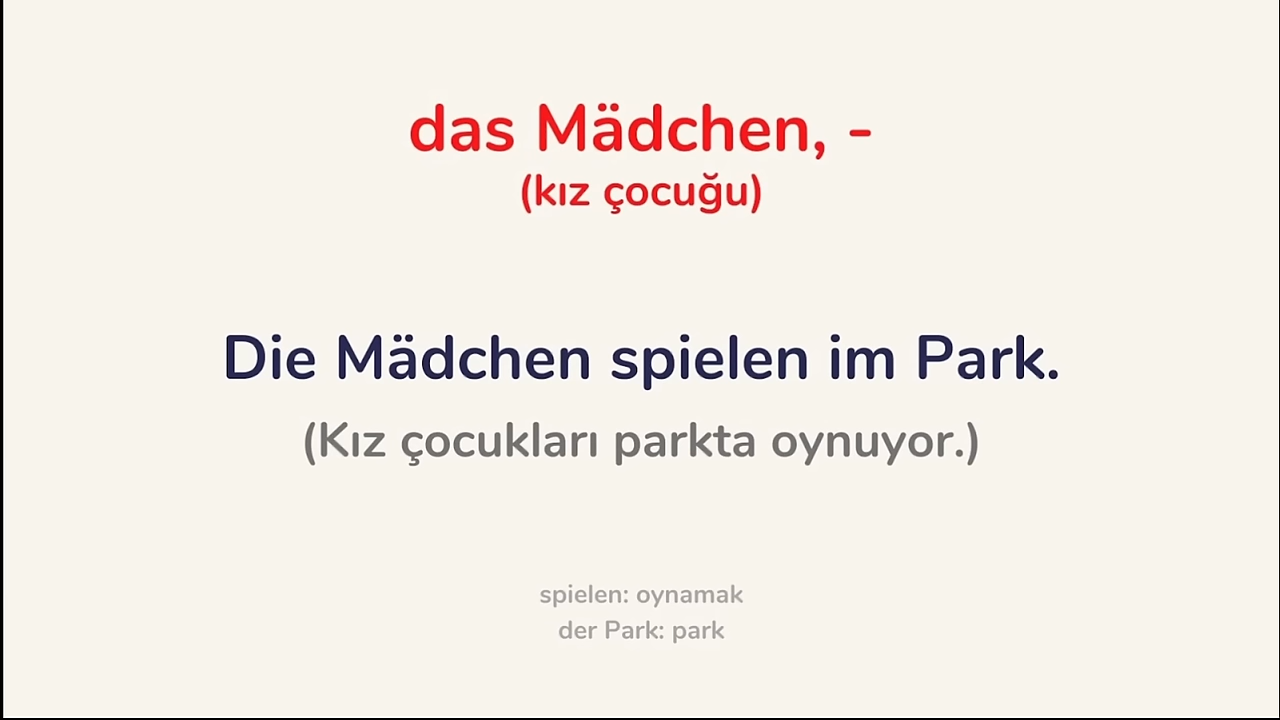 das Mädchen, -
(kız çocuğu)
Die Mädchen spielen im Park.
(Kız çocukları parkta oynuyor.)
spielen: oynamak
der Park: park